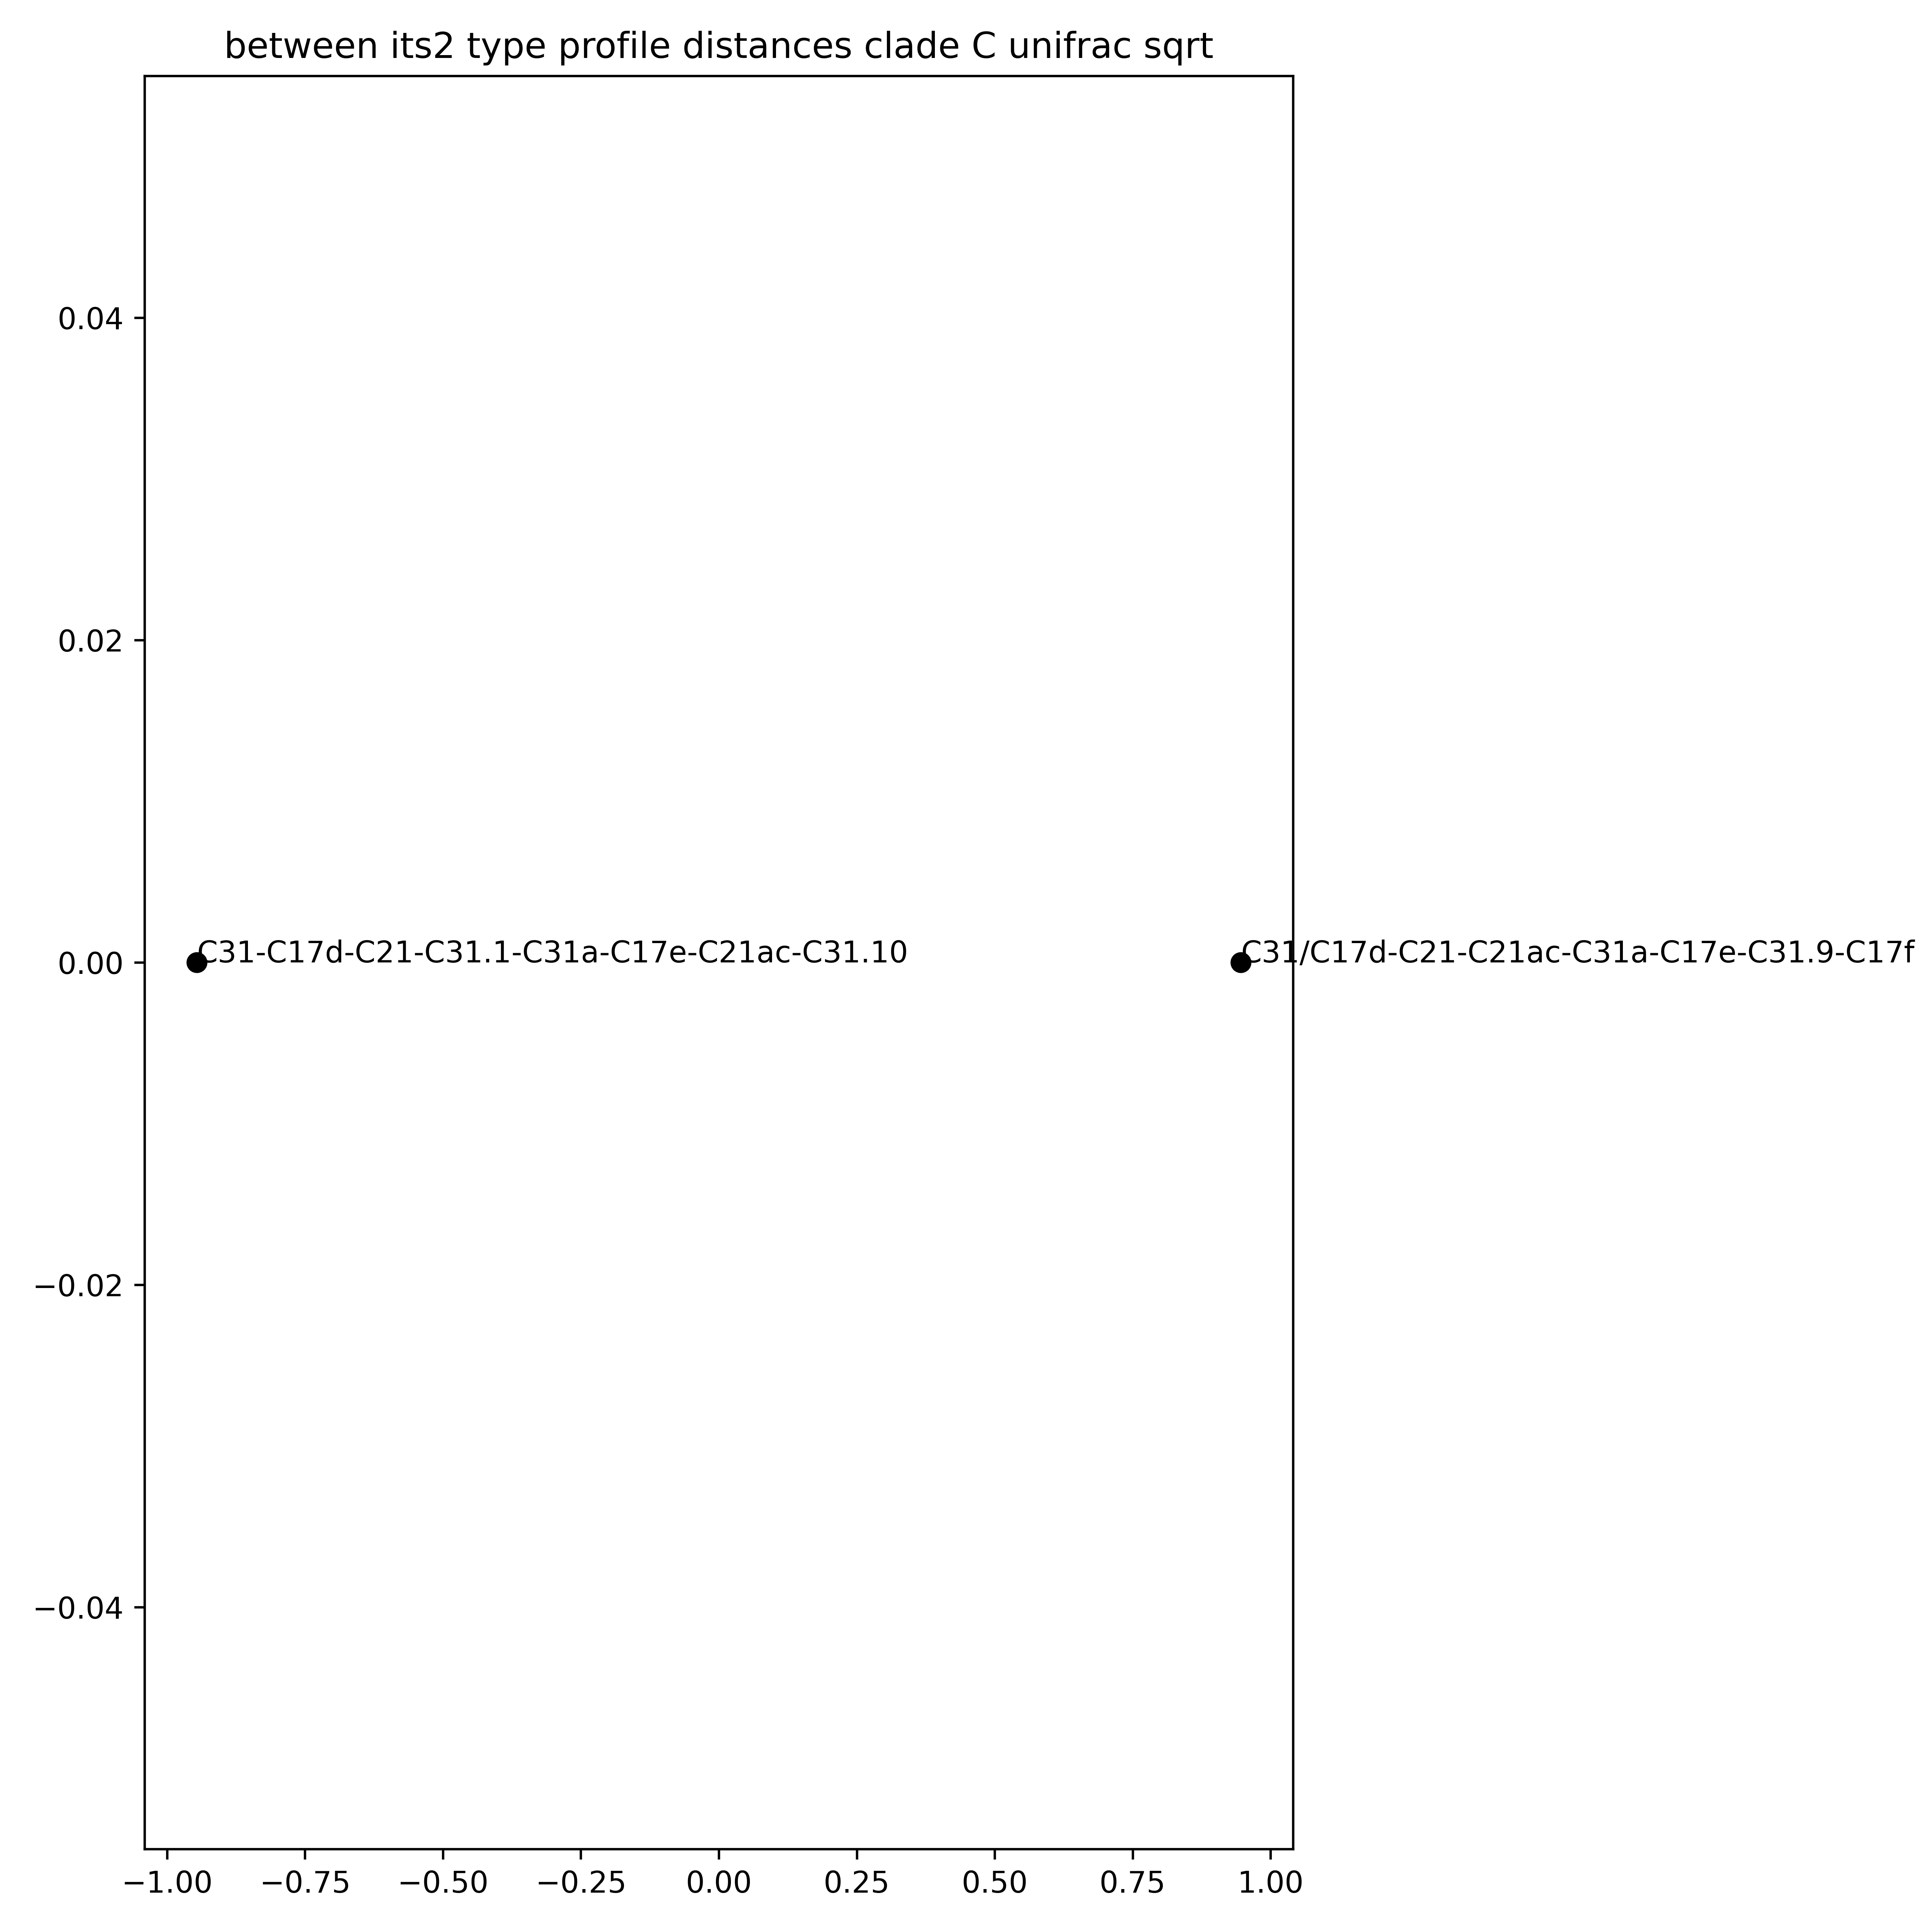 between its2 type profile distances clade C unifrac sqrt
0.04
0.02
0.00
C31-C17d-C21-C31.1-C31a-C17e-C21ac-C31.10
C31/C17d-C21-C21ac-C31a-C17e-C31.9-C17f
−0.02
−0.04
−1.00 −0.75 −0.50 −0.25 0.00 0.25 0.50 0.75 1.00